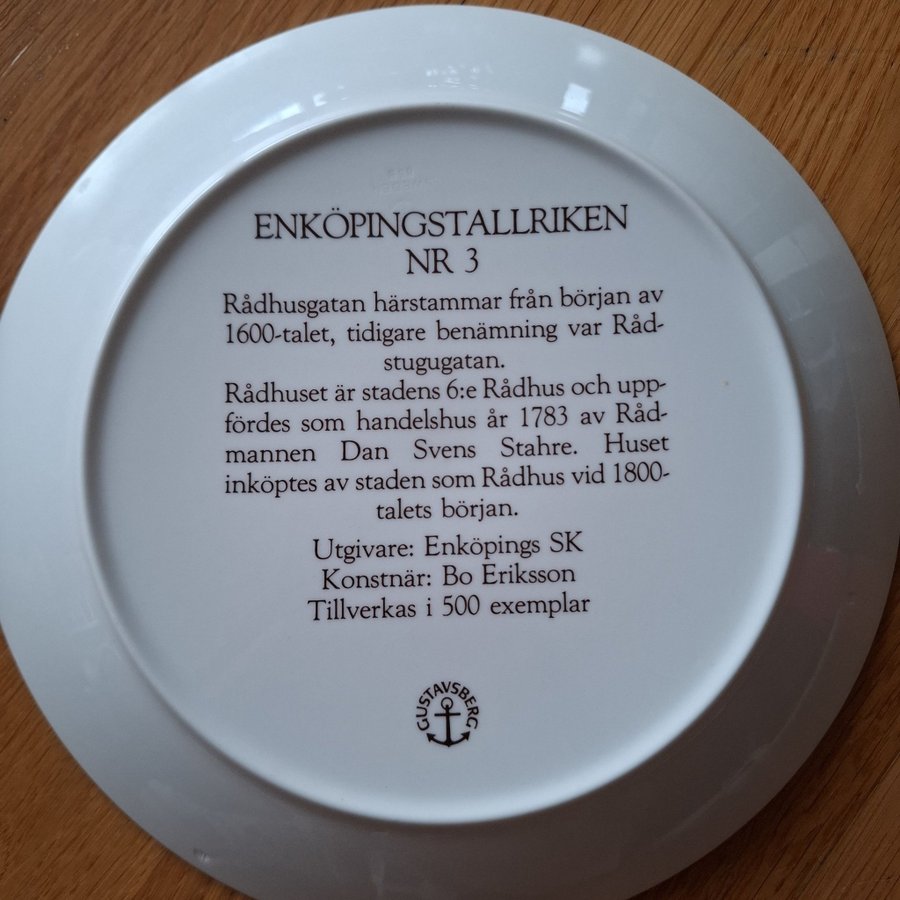 ENKÖPINGSTALLRIKEN
NR 3
Rådhusgatan härstammar från början av
1600-talet, tidigare benämning var Råd-
stugugatan.
Rådhuset är stadens 6:e Rådhus och upp-
fördes som handelshus år 1783 av Råd-
mannen Dan Svens Stahre. Huset
inköptes av staden som Rådhus vid 1800-
talets början.
Utgivare: Enköpings SK
Konstnär: Bo Eriksson
Tillverkas i 500 exemplar
GUSTAVSBERG